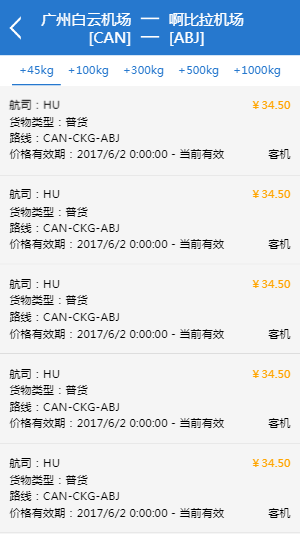 广州白云机场 — 啊比拉机场
[CAN] — [ABJ]
+45kg +100kg +300kg +500kg +1000kg
航司：HU ￥34.50
货物类型：普货
路线：CAN-CKG-ABJ
价格有效期：2017/6/2 0:00:00 - 当前有效 客机
航司：HU ￥34.50
货物类型：普货
路线：CAN-CKG-ABJ
价格有效期：2017/6/2 0:00:00 - 当前有效 客机
航司：HU ￥34.50
货物类型：普货
路线：CAN-CKG-ABJ
价格有效期：2017/6/2 0:00:00 - 当前有效 客机
航司：HU ￥34.50
货物类型：普货
路线：CAN-CKG-ABJ
价格有效期：2017/6/2 0:00:00 - 当前有效 客机
航司：HU ￥34.50
货物类型：普货
路线：CAN-CKG-ABJ
价格有效期：2017/6/2 0:00:00 - 当前有效 客机